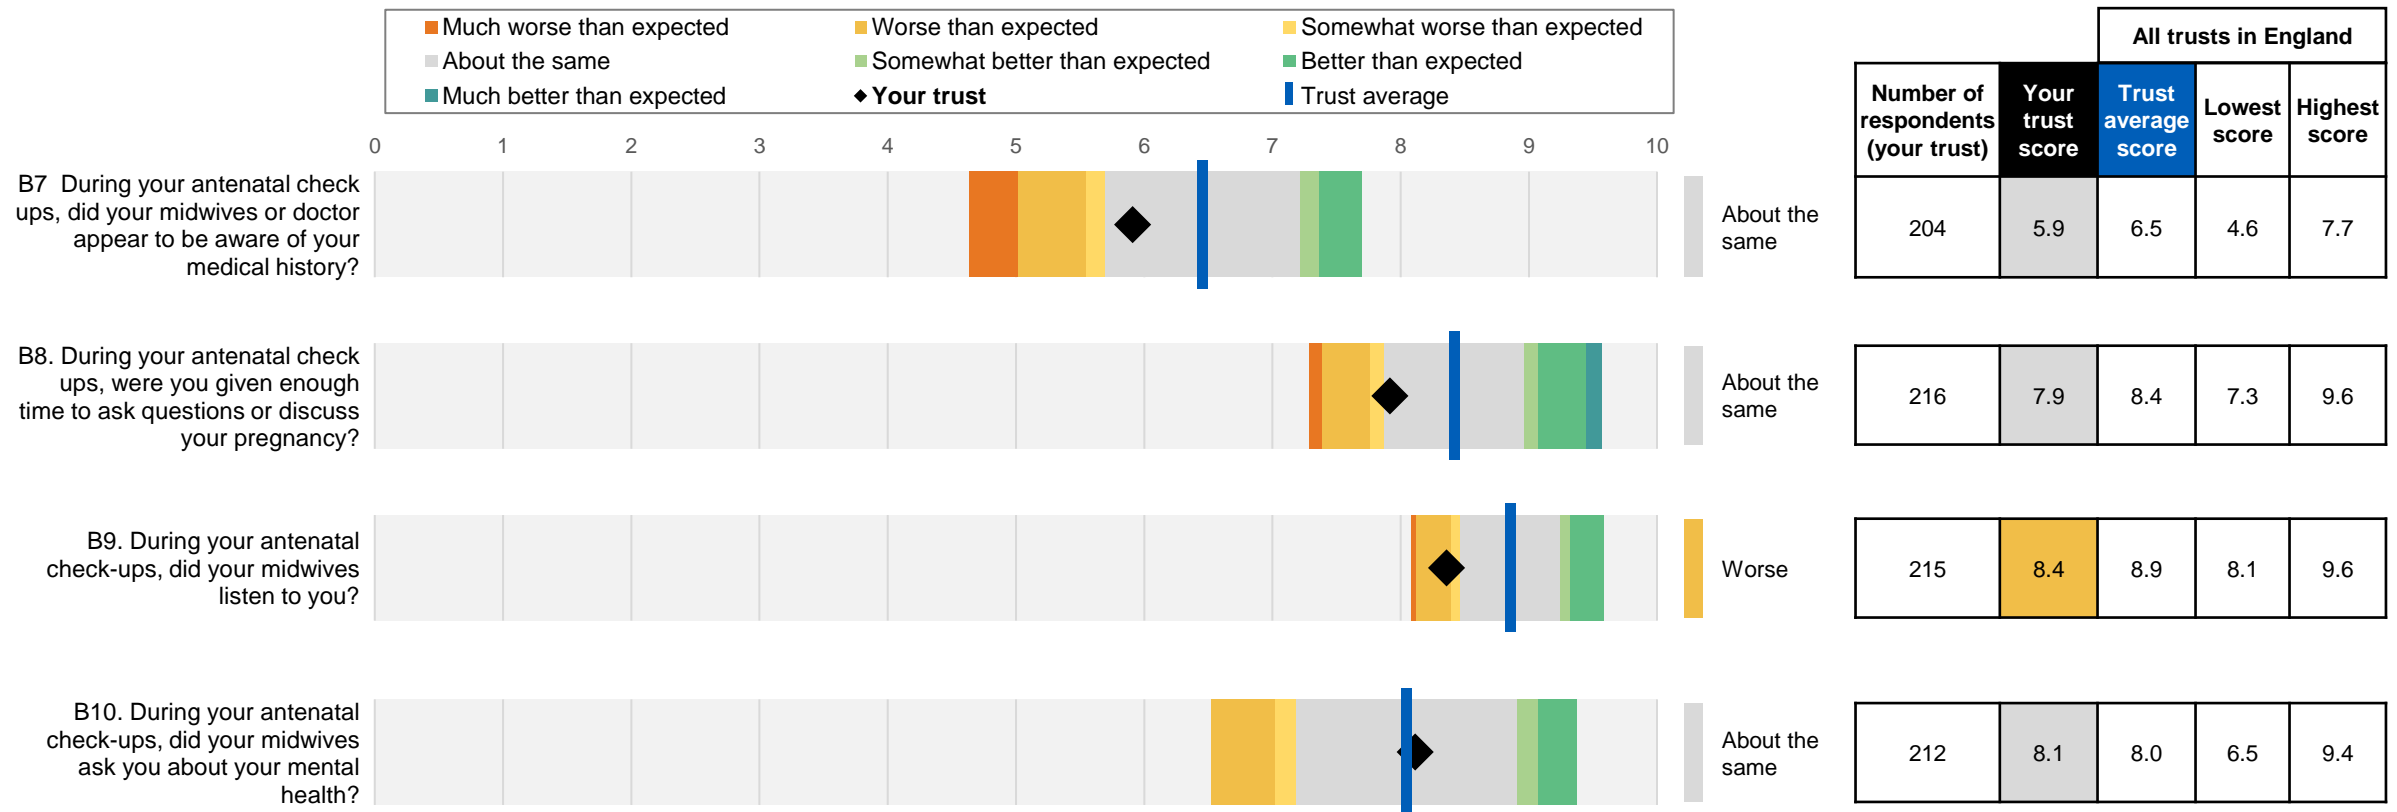 Much worse than expected
Worse than expected
Somewhat worse than expected
About the same
Somewhat better than expected
Better than expected
Much better than expected
Your trust
Trust average
All trusts in England
Number of
respondents
(your trust)
Your
trust
score
Trust
average
score
Lowest
score
Highest
score
0 1 2 3 4 5 6 7 8 9 10
B7 During your antenatal check
ups, did your midwives or doctor
appear to be aware of your
medical history?
About the
same
204 5.9 6.5 4.6 7.7
B8. During your antenatal check
ups, were you given enough
time to ask questions or discuss
your pregnancy?
About the
same
216 7.9 8.4 7.3 9.6
B9. During your antenatal
check-ups, did your midwives
listen to you?
Worse
215 8.4 8.9 8.1 9.6
B10. During your antenatal
check-ups, did your midwives
ask you about your mental
health?
About the
same
212 8.1 8.0 6.5 9.4